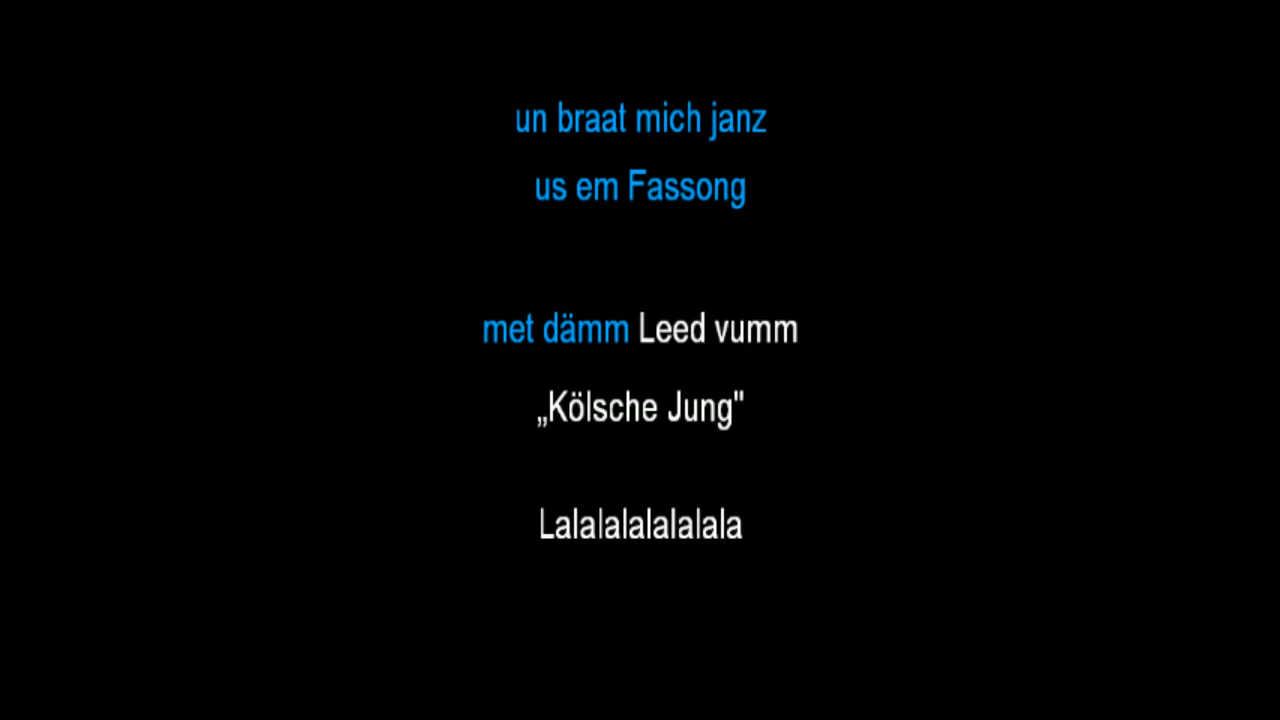 un braat mich janz
us em Fassong
met dämm Leed vumm
„Kölsche Jung"
Lalalalalalalala